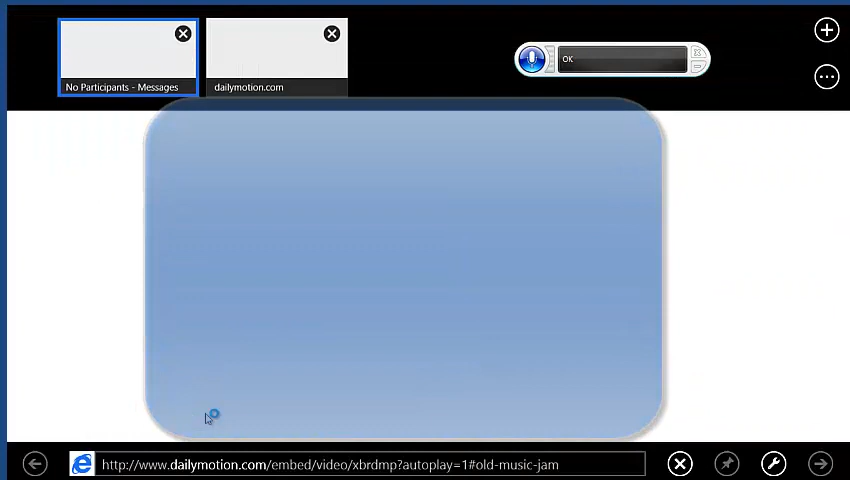 OK
No Participants - Messages
dailymotion.com
http://www.dailymotion.com/embed/video/xbrdmp?autoplay=1#old-music-jam